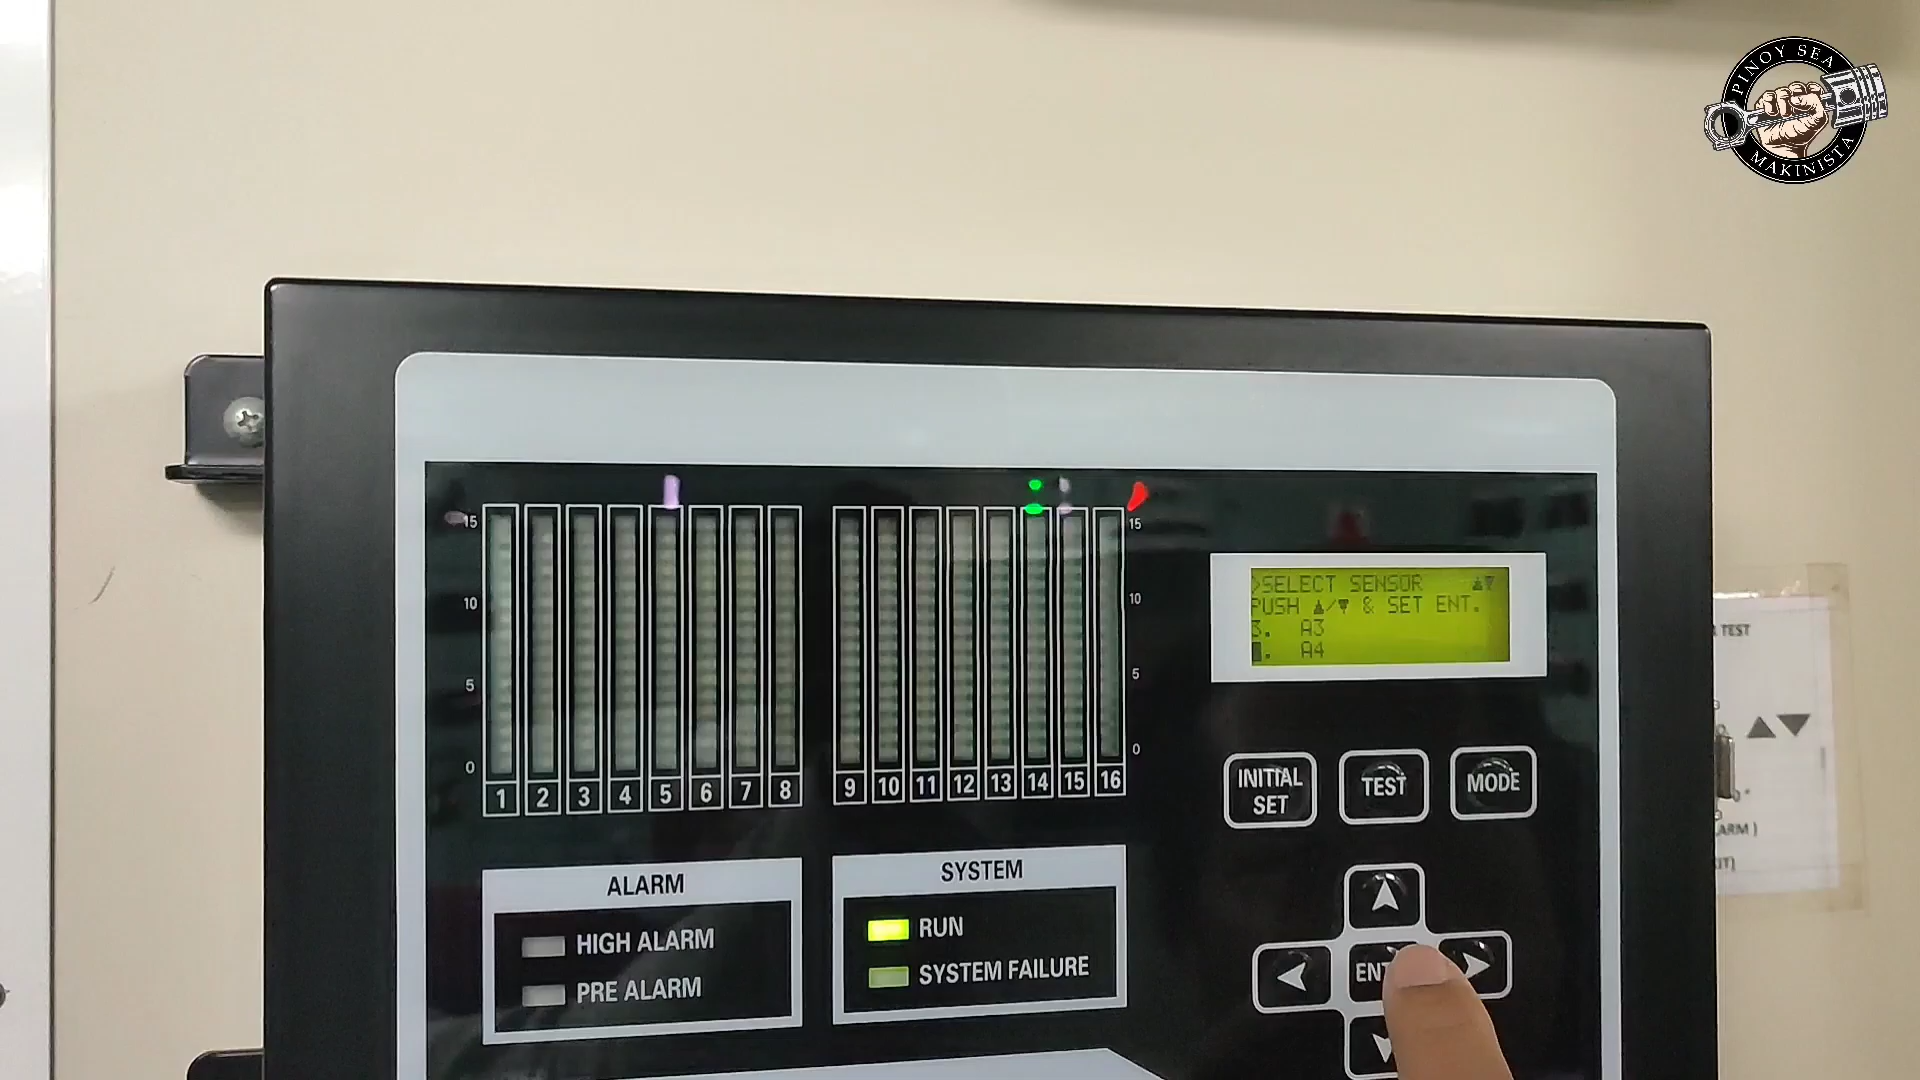 PINOY SEA
MAKINISTA
15
10
5
0
1 2 3 4 5 6 7 8
9 10 11 12 13 14 15 16
15
10
5
0
SELECT SENSOR ▲▼
PUSH ▲/▼ & SET ENT.
3. A3
. A4
TEST
INITIAL
SET
TEST
MODE
ALARM
HIGH ALARM
PRE ALARM
SYSTEM
RUN
SYSTEM FAILURE
ENT